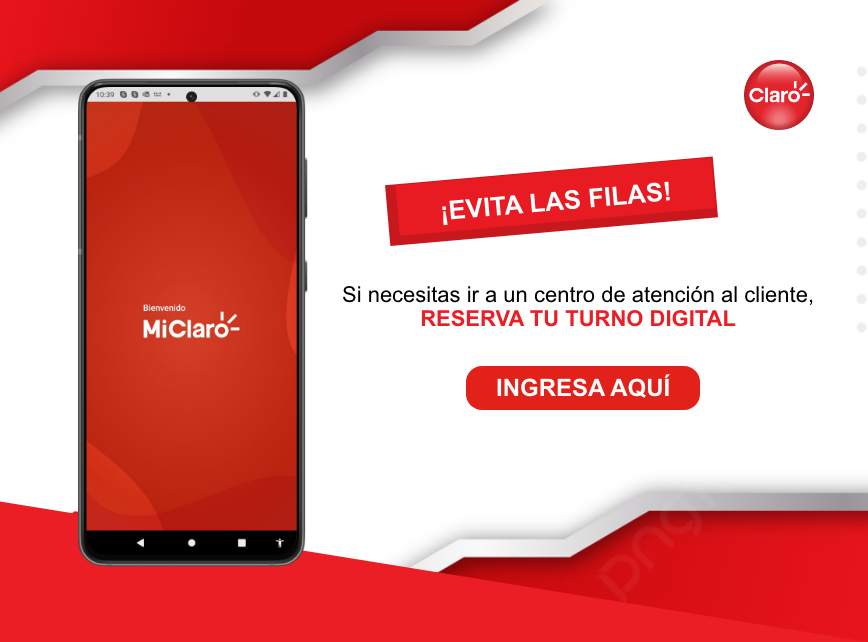 10:39
Claro
¡EVITA LAS FILAS!
Si necesitas ir a un centro de atención al cliente,
RESERVA TU TURNO DIGITAL
INGRESA AQUÍ
Bienvenido
MiClaro